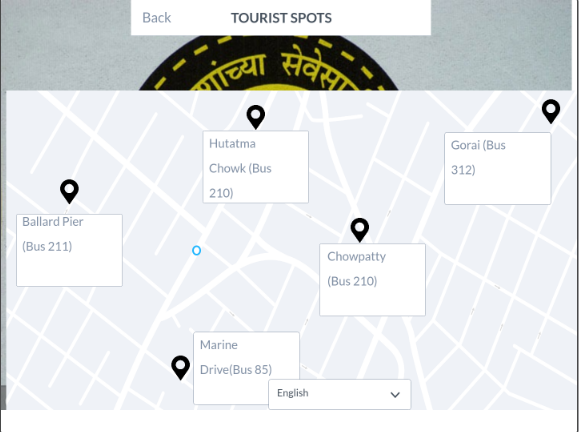 Back
TOURIST SPOTS
शांच्या सेवेसा
Hutatma
Chowk (Bus
210)
Gorai (Bus
312)
Ballard Pier
(Bus 211)
Chowpatty
(Bus 210)
Marine
Drive(Bus 85)
English